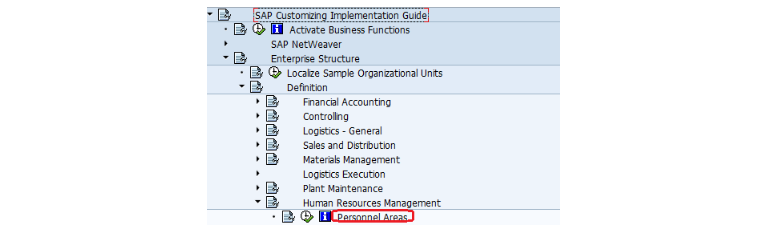 SAP Customizing Implementation Guide
Activate Business Functions
SAP NetWeaver
Enterprise Structure
Localize Sample Organizational Units
Definition
Financial Accounting
Controlling
Logistics - General
Sales and Distribution
Materials Management
Logistics Execution
Plant Maintenance
Human Resources Management
Personnel Areas